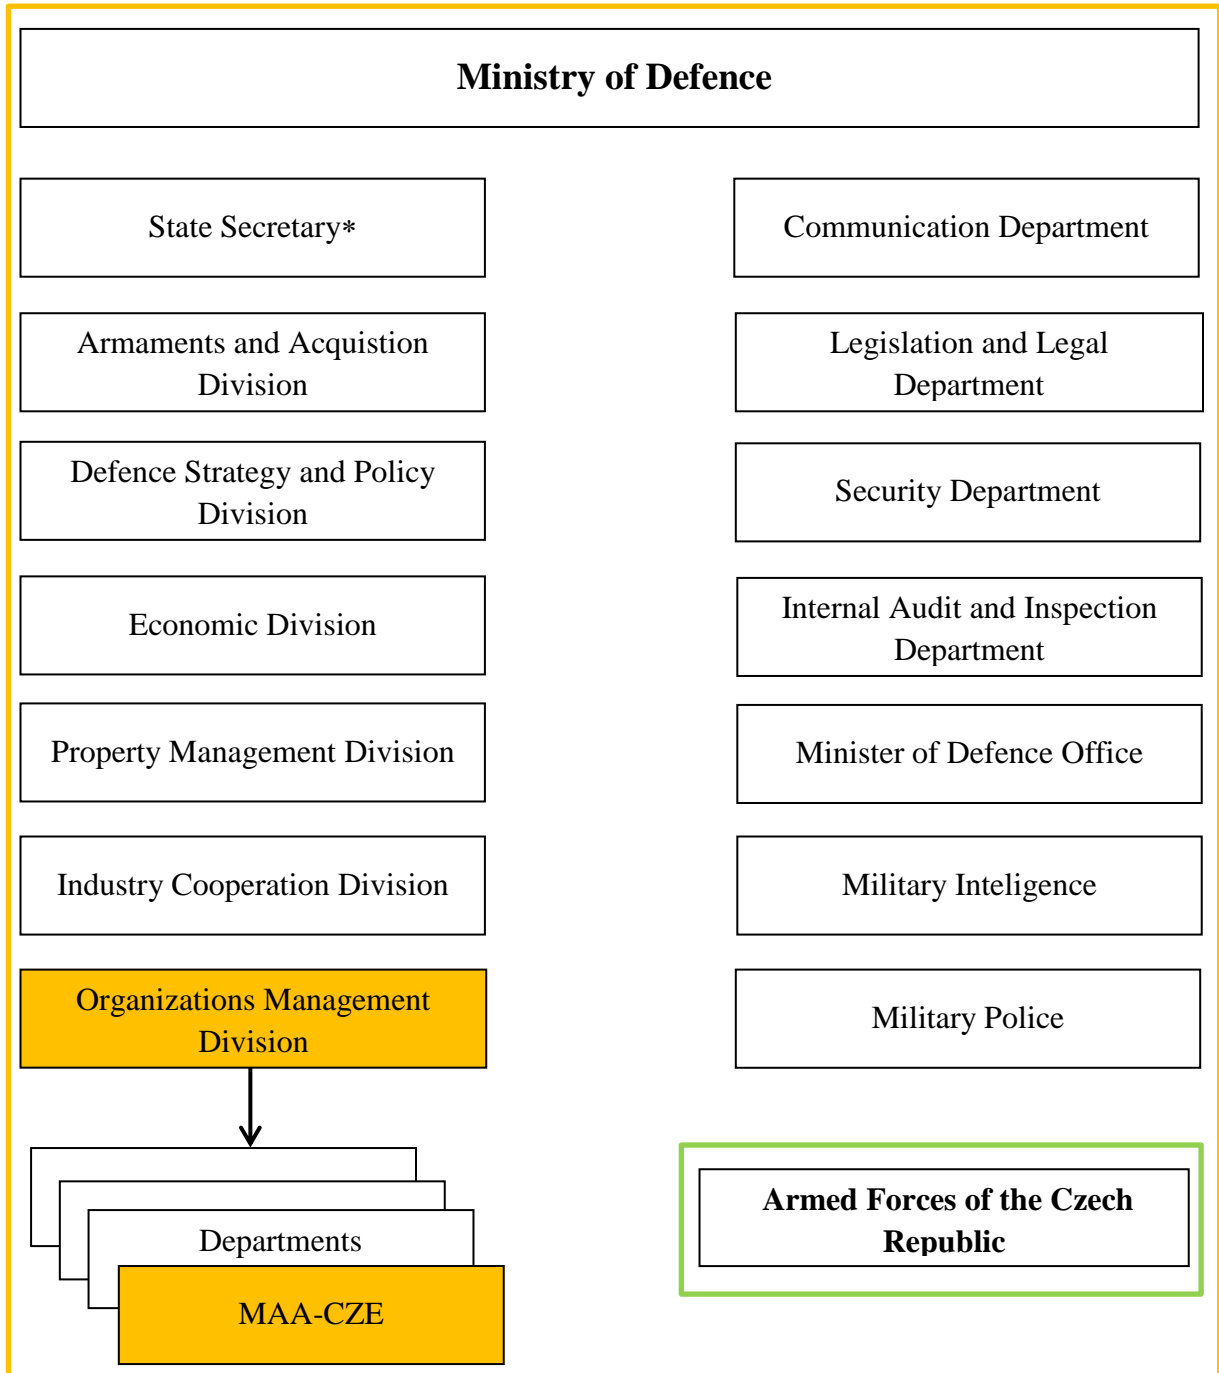 Ministry of Defence
State Secretary*
Armaments and Acquistion
Division
Defence Strategy and Policy
Division
Economic Division
Property Management Division
Industry Cooperation Division
Organizations Management
Division
Departments
MAA-CZE
Communication Department
Legislation and Legal
Department
Security Department
Internal Audit and Inspection
Department
Minister of Defence Office
Military Inteligence
Military Police
Armed Forces of the Czech
Republic